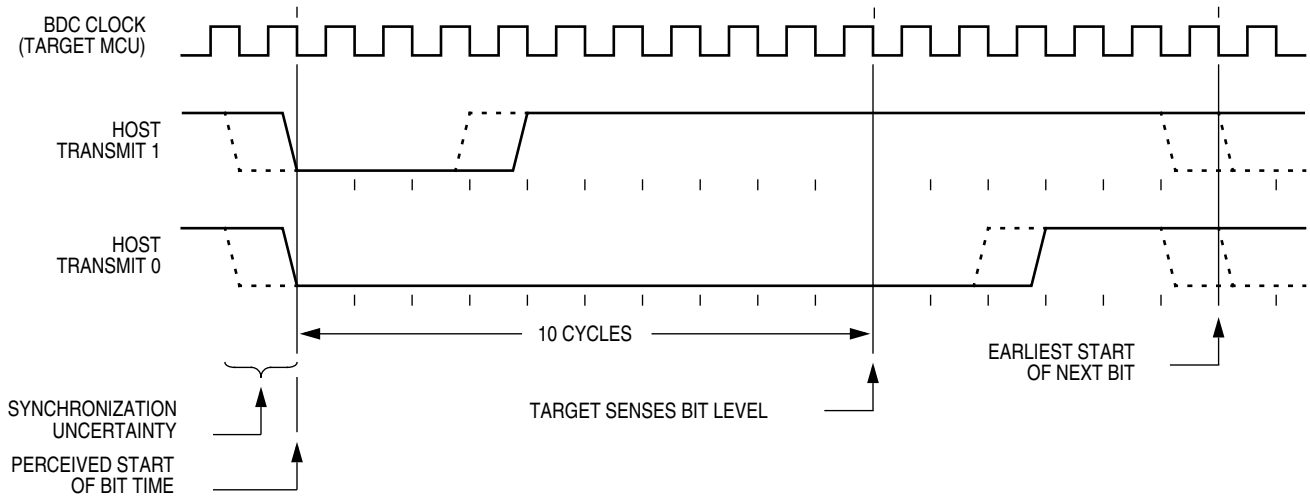 BDC CLOCK
(TARGET MCU)
HOST
TRANSMIT 1
HOST
TRANSMIT 0
10 CYCLES
EARLIEST START
OF NEXT BIT
TARGET SENSES BIT LEVEL
SYNCHRONIZATION
UNCERTAINTY
PERCEIVED START
OF BIT TIME